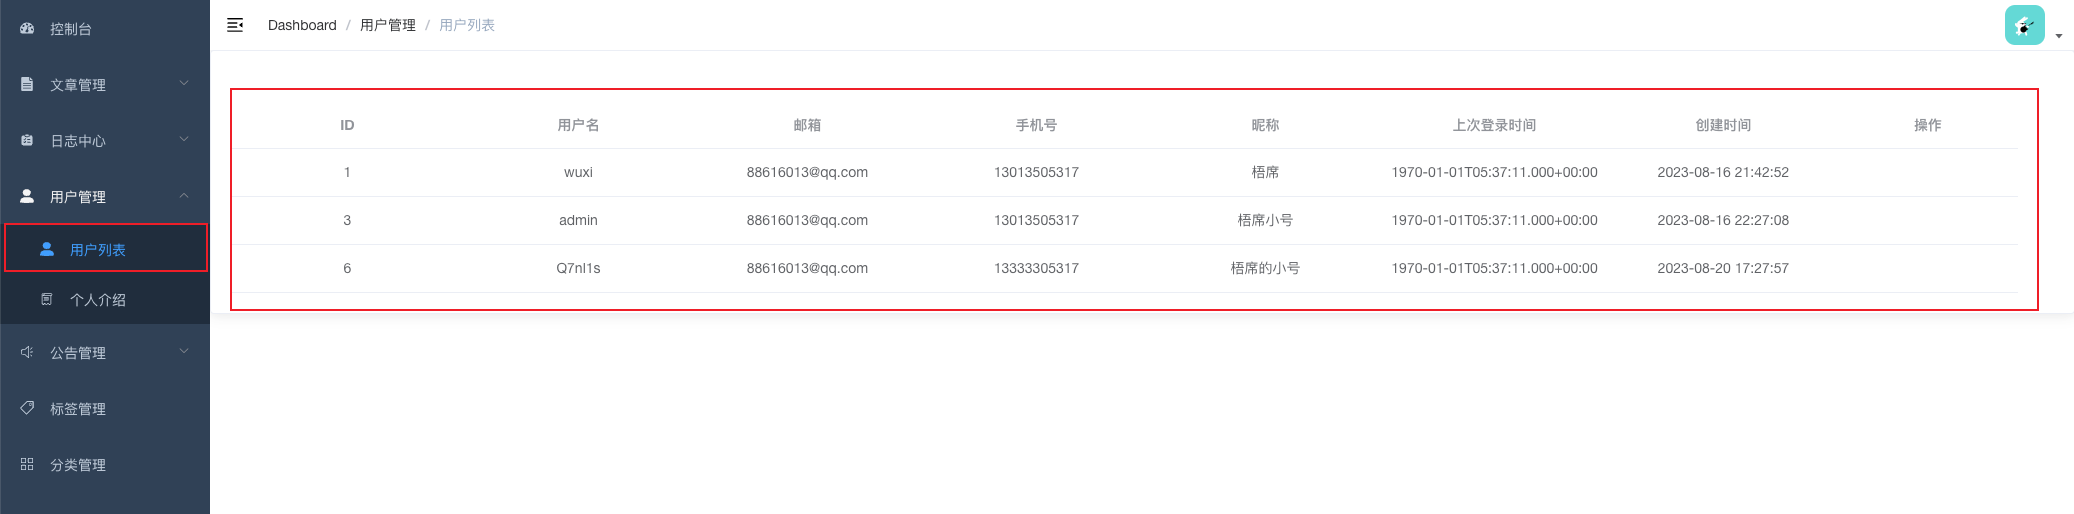 控制台
文章管理
日志中心
用户管理
用户列表
个人介绍
公告管理
标签管理
分类管理
Dashboard / 用户管理 / 用户列表
ID 用户名 邮箱 手机号 昵称 上次登录时间 创建时间 操作
1 wuxi 88616013@qq.com 13013505317 梧席 1970-01-01T05:37:11.000+00:00 2023-08-16 21:42:52
3 admin 88616013@qq.com 13013505317 梧席小号 1970-01-01T05:37:11.000+00:00 2023-08-16 22:27:08
6 Q7nl1s 88616013@qq.com 13333305317 梧席的小号 1970-01-01T05:37:11.000+00:00 2023-08-20 17:27:57